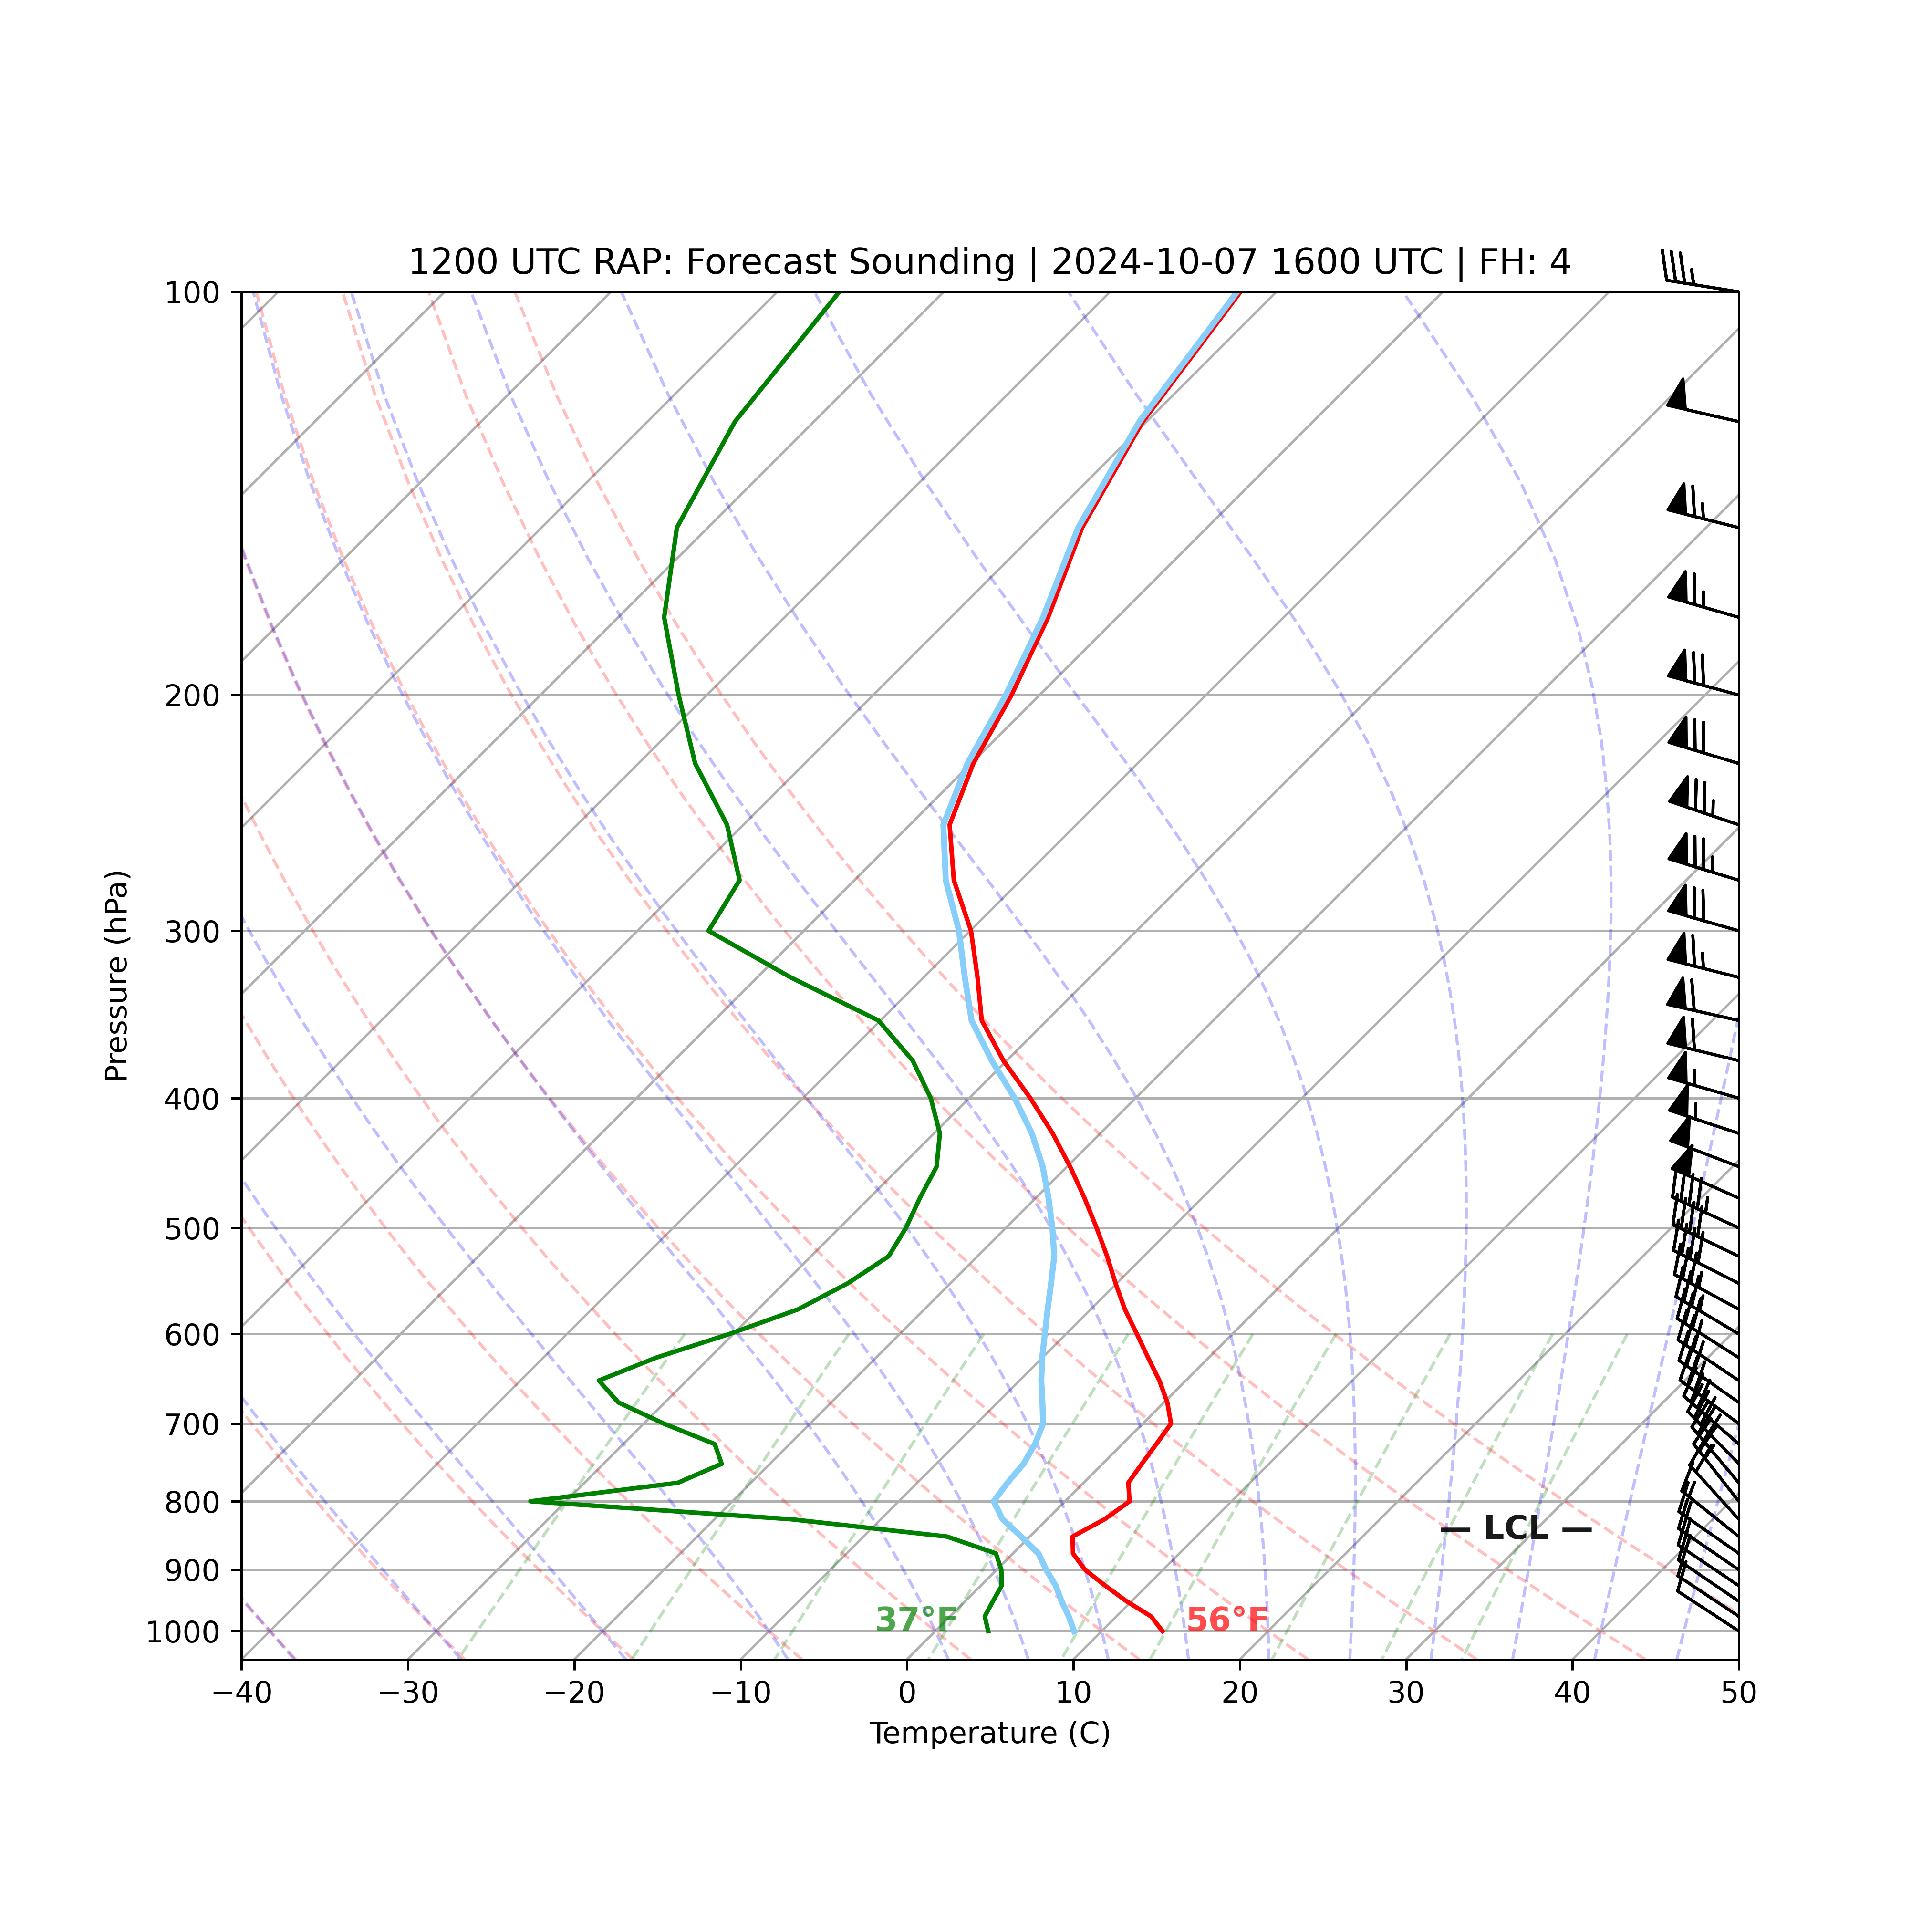 1200 UTC RAP: Forecast Sounding | 2024-10-07 1600 UTC | FH: 4
100
200
300
400
500
600
700
800
900
1000
Pressure (hPa)
— LCL —
37°F
56°F
−40 −30 −20 −10 0 10 20 30 40 50
Temperature (C)